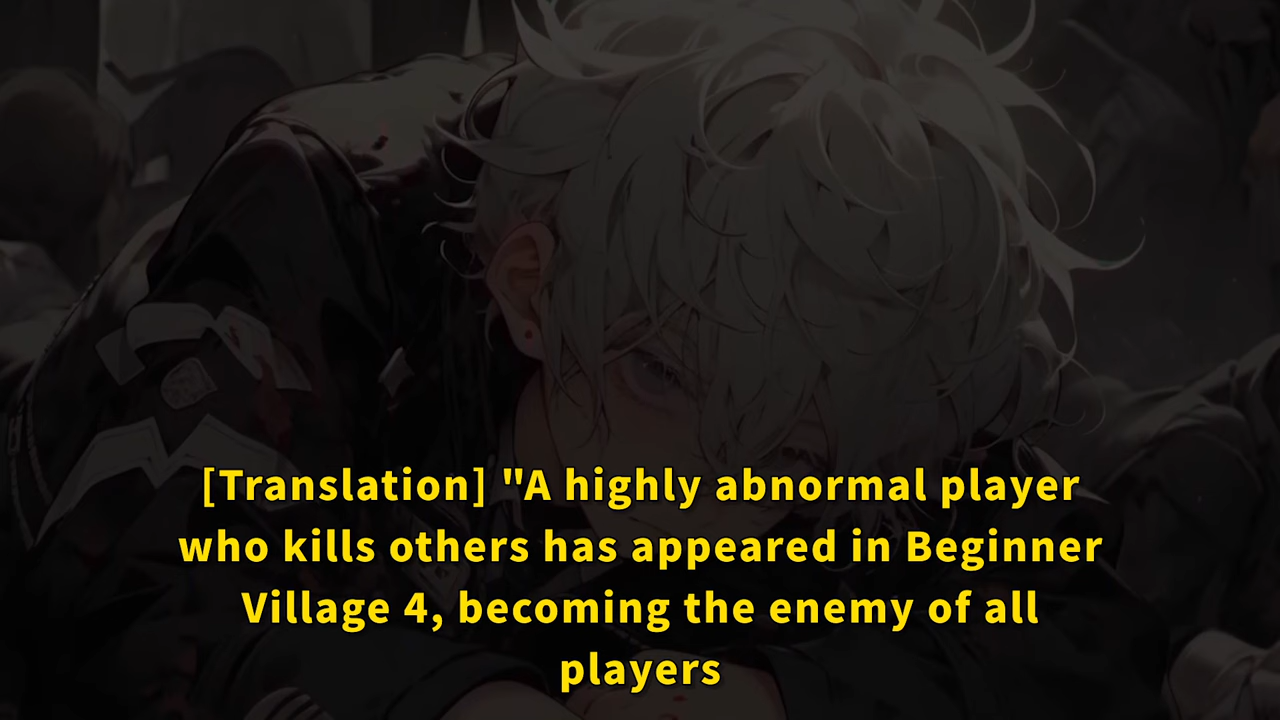 [Translation] "A highly abnormal player
who kills others has appeared in Beginner
Village 4, becoming the enemy of all
players